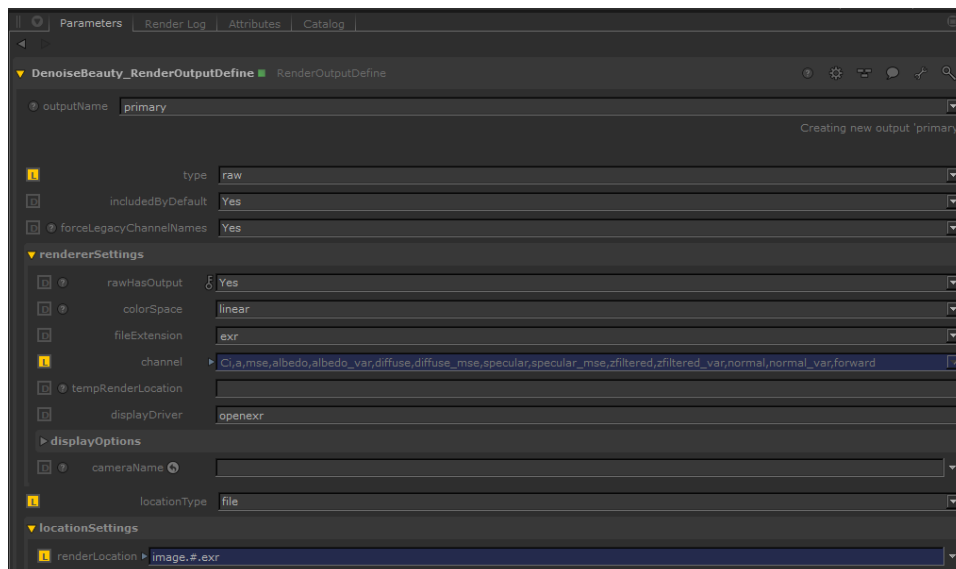 Parameters Render Log Attributes Catalog
DenoiseBeauty_RenderOutputDefine RenderOutputDefine
outputName primary
Creating new output 'primary
L type raw
D includedByDefault Yes
D forceLegacyChannelNames Yes
rendererSettings
D rawHasOutput Yes
D colorSpace linear
D fileExtension exr
L channel Ci,a,mse,albedo,albedo_var,diffuse,diffuse_mse,specular,specular_mse,zfiltered,zfiltered_var,normal,normal_var,forward
D tempRenderLocation
D displayDriver openexr
displayOptions
D cameraName
L locationType file
locationSettings
L renderLocation image.#.exr